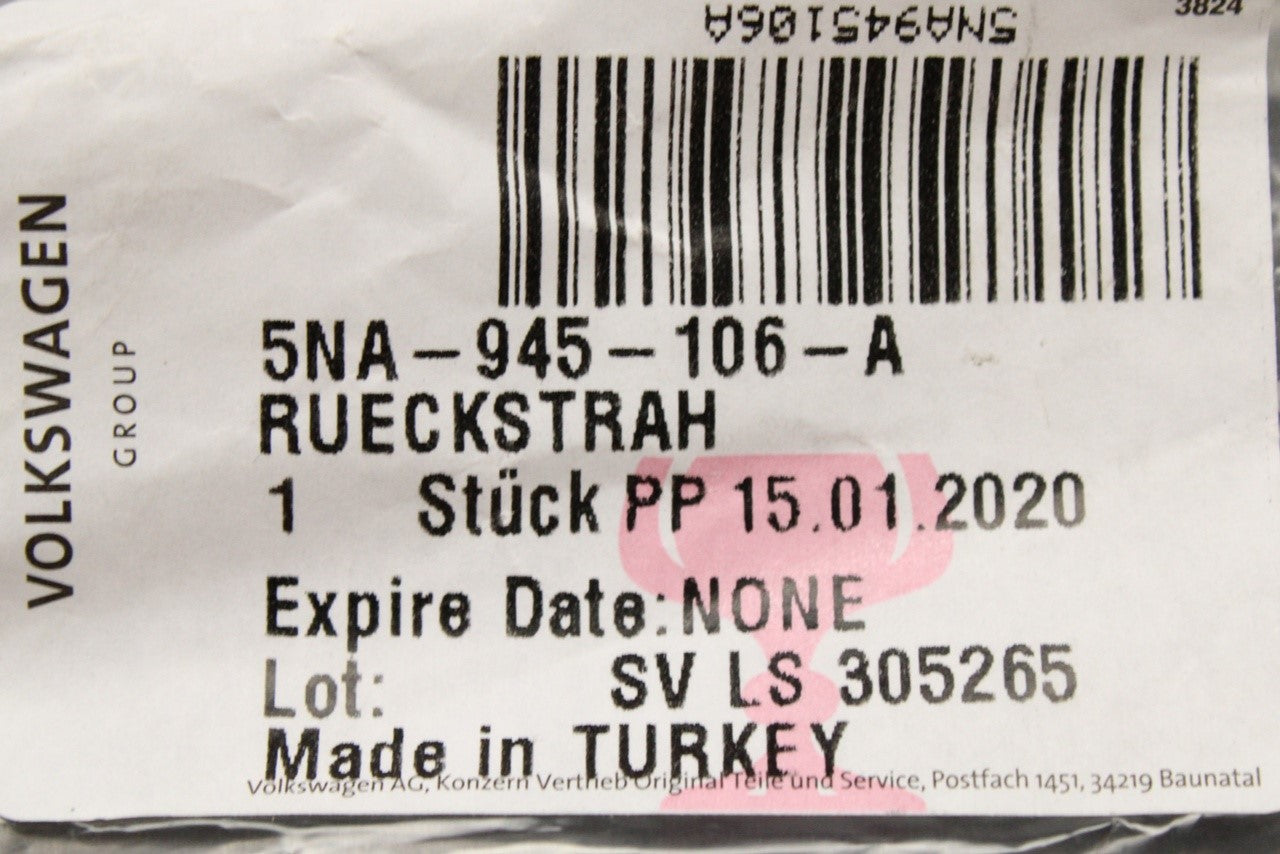 3824
5NA945106A
VOLKSWAGEN
GROUP
5NA-945-106-A
RUECKSTRAH
1 Stück PP 15.01.2020
Expire Date:NONE
Lot: SV LS 305265
Made in TURKEY
Volkswagen AG, Konzern Vertrieb Original Teile und Service, Postfach 1451, 34219 Baunatal